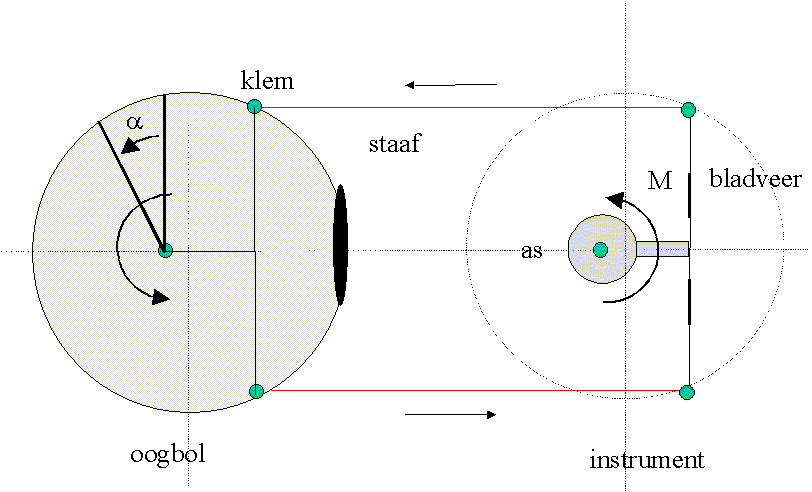 klem
α
staaf
M
bladveer
as
oogbol
instrument